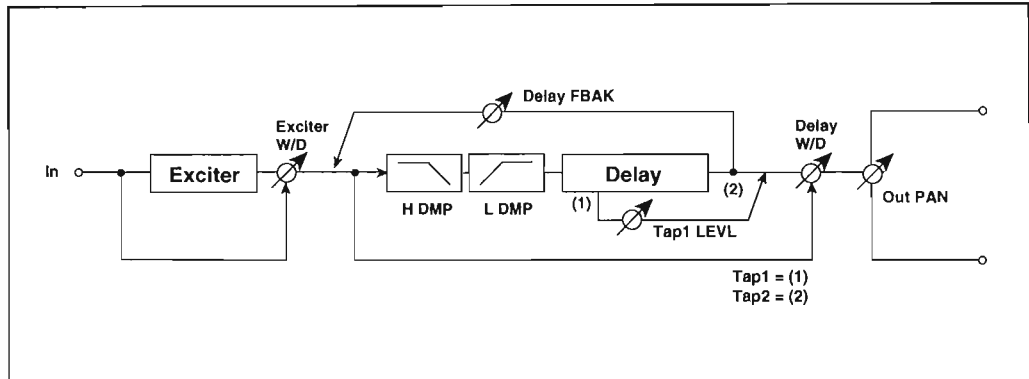 Delay FBAK
Exciter
W/D
Delay
W/D
In
Exciter
Delay
(1)
(2)
H DMP
L DMP
Tap1 LEVL
Out PAN
Tap1 = (1)
Tap2 = (2)